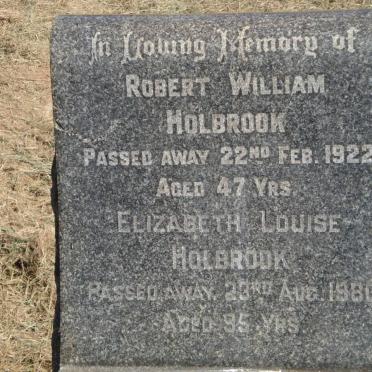 In Loving Memory of
ROBERT WILLIAM
HOLBROOK
PASSED AWAY 22ND FEB. 1922
AGED 47 YRS
ELIZABETH LOUISE
HOLBROOK
PASSED AWAY 23RD AUG.
AGED 95 YRS